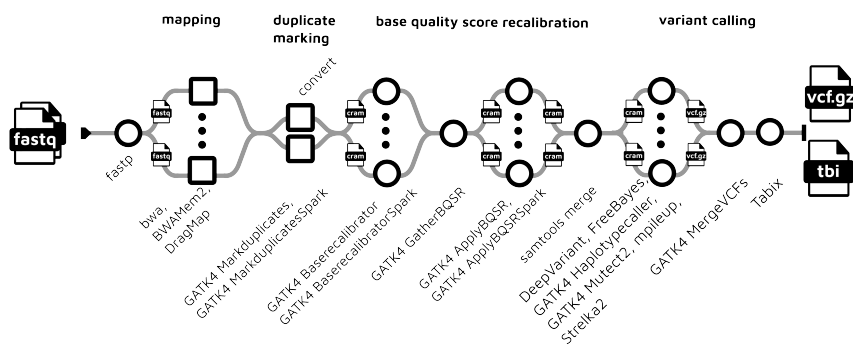 mapping
duplicate
marking
base quality score recalibration
variant calling
convert
fastq
fastq
fastq
cram
cram
cram
cram
cram
cram
vcf.gz
vcf.gz
vcf.gz
tbi
fastp
bwa,
BWAMem2,
DragMap
GATK4 Markduplicates,
GATK4 MarkduplicatesSpark
GATK4 Baserecalibrator
GATK4 BaserecalibratorSpark
GATK4 GatherBQSR
GATK4 ApplyBQSR,
GATK4 ApplyBQSRSpark
samtools merge
DeepVariant, FreeBayes,
GATK4 Haplotypecaller,
GATK4 Mutect2, mpileup,
Strelka2
GATK4 MergeVCFs
Tabix